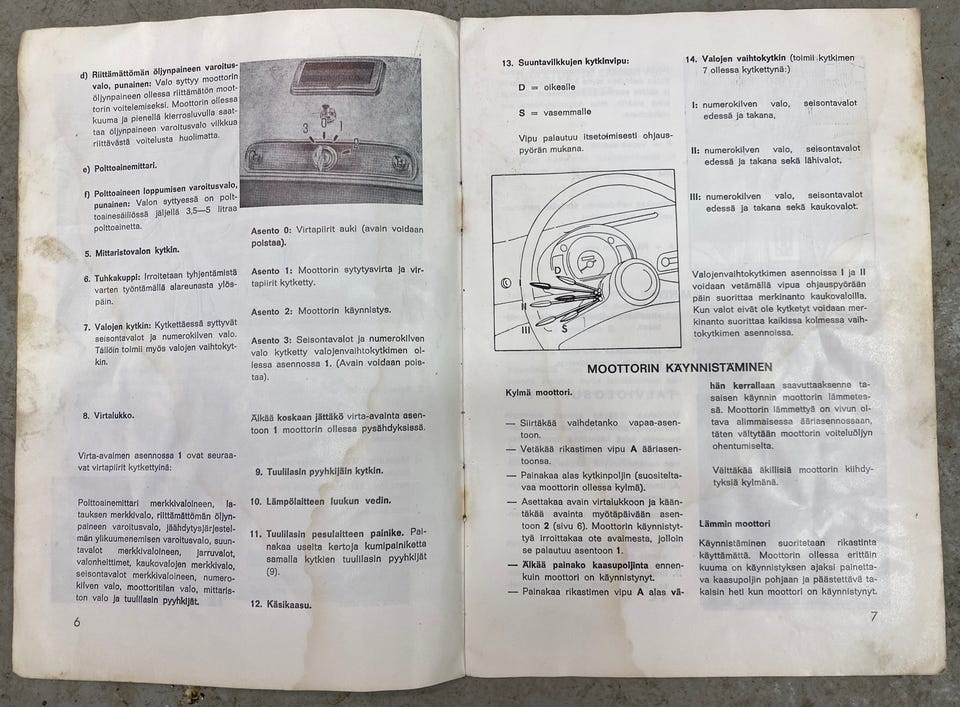 d) Riittämättömän öljynpaineen varoitus-
valo, punainen: Valo syttyy moottorin
öljynpaineen ollessa riittämätön moot-
torin voitelemiseksi. Moottorin ollessa
kuuma ja pienellä kierrosluvulla saat-
taa öljynpaineen varoitusvalo vilkkua
riittävästä voitelusta huolimatta.
e) Polttoainemittari.
f) Polttoaineen loppumisen varoitusvalo,
punainen: Valon syttyessä on polt-
toainesäiliössä jäljellä 3,5—5 litraa
polttoainetta.
5. Mittaristovalon kytkin.
6. Tuhkakuppi: Irroitetaan tyhjentämistä
varten työntämällä alareunasta ylös-
päin.
7. Valojen kytkin: Kytkettäessä syttyvät
seisontavalot ja numerokilven valo.
Tällöin toimii myös valojen vaihtokyt-
kin.
8. Virtalukko.
Virta-avaimen asennossa 1 ovat seuraa-
vat virtapiirit kytkettyinä:
Polttoainemittari merkkivaloineen, la-
tauksen merkkivalo, riittämättömän öljyn-
paineen varoitusvalo, jäähdytysjärjestel-
män ylikuumenemisen varoitusvalo, suun-
tavalot merkkivaloineen, jarruvalot,
valonheittimet, kaukovalojen merkkivalo,
seisontavalot merkkivaloineen, numero-
kilven valo, moottoritilan valo, mittaris-
ton valo ja tuulilasin pyyhkijät.
6
3
1
Asento 0: Virtapiirit auki (avain voidaan
poistaa).
Asento 1: Moottorin sytytysvirta ja vir-
tapiirit kytketty.
Asento 2: Moottorin käynnistys.
Asento 3: Seisontavalot ja numerokilven
valo kytketty valojenvaihtokytkimen ol-
lessa asennossa 1. (Avain voidaan pois-
taa).
Älkää koskaan jättäkö virta-avainta asen-
toon 1 moottorin ollessa pysähdyksissä.
9. Tuulilasin pyyhkijäin kytkin.
10. Lämpölaitteen luukun vedin.
11. Tuulilasin pesulaitteen painike. Pai-
nakaa useita kertoja kumipainiketta
samalla kytkien tuulilasin pyyhkijät
(9).
12. Käsikaasu.
13. Suuntavilkkujen kytkinvipu:
D = oikealle
S = vasemmalle
Vipu palautuu itsetoimisesti ohjaus-
pyörän mukana.
D
I
II
III
S
14. Valojen vaihtokytkin (toimii kytkimen
7 ollessa kytkettynä:)
I: numerokilven valo, seisontavalot
edessä ja takana,
II: numerokilven valo, seisontavalot
edessä ja takana sekä lähivalot,
III: numerokilven valo, seisontavalot
edessä ja takana sekä kaukovalot.
Valojenvaihtokytkimen asennoissa I ja II
voidaan vetämällä vipua ohjauspyörään
päin suorittaa merkinanto kaukovaloilla.
Kun valot eivät ole kytketyt voidaan mer-
kinanto suorittaa kaikissa kolmessa vaih-
tokytkimen asennoissa.
MOOTTORIN KÄYNNISTÄMINEN
Kylmä moottori.
— Siirtäkää vaihdetanko vapaa-asen-
toon.
— Vetäkää rikastimen vipu A ääriasen-
toonsa.
— Painakaa alas kytkinpoljin (suositelta-
vaa moottorin ollessa kylmä).
— Asettakaa avain virtalukkoon ja kään-
täkää avainta myötäpäivään asen-
toon 2 (sivu 6). Moottorin käynnistyt-
tyä irroittakaa ote avaimesta, jolloin
se palautuu asentoon 1.
— Älkää painako kaasupoljinta ennen-
kuin moottori on käynnistynyt.
— Painakaa rikastimen vipu A alas vä-
hän kerrallaan saavuttaaksenne ta-
saisen käynnin moottorin lämmetes-
sä. Moottorin lämmettyä on vivun ol-
tava alimmaisessa ääriasennossaan,
täten vältytään moottorin voiteluöljyn
ohentumiselta.
Välttäkää äkillisiä moottorin kiihdy-
tyksiä kylmänä.
Lämmin moottori
Käynnistäminen suoritetaan rikastinta
käyttämättä. Moottorin ollessa erittäin
kuuma on käynnistyksen ajaksi painetta-
va kaasupoljin pohjaan ja päästettävä ta-
kaisin heti kun moottori on käynnistynyt.
7